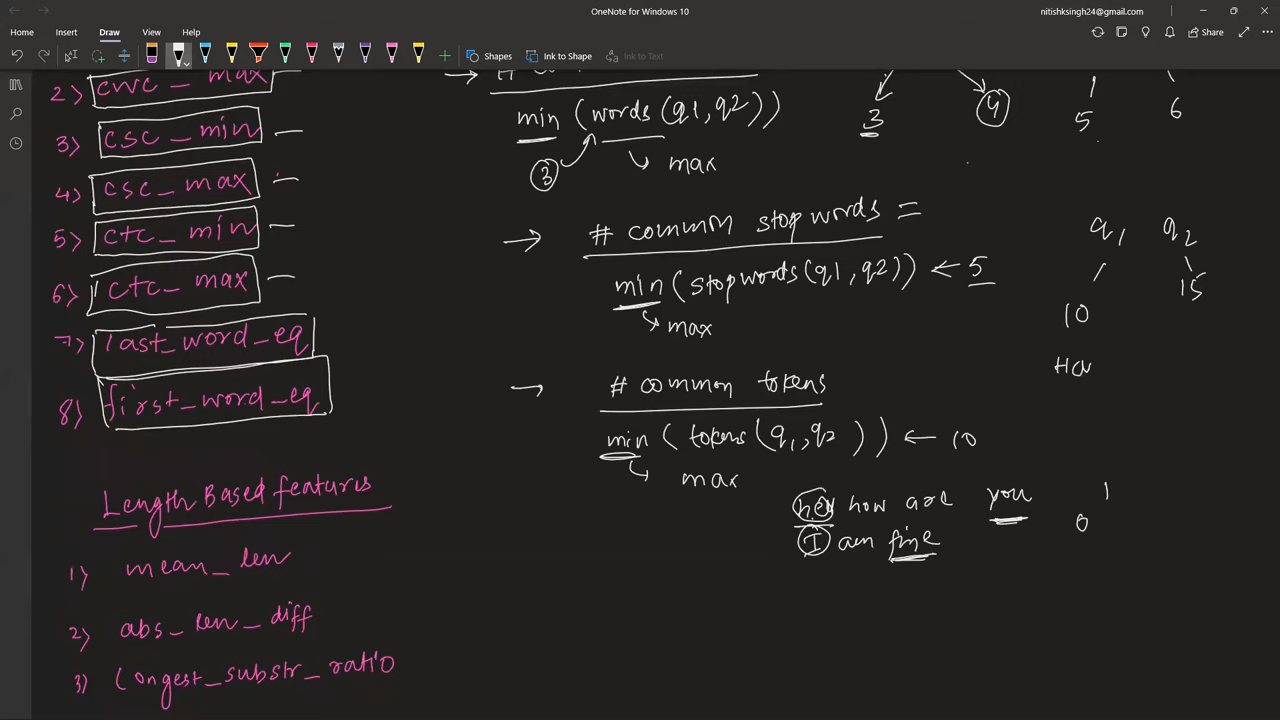 OneNote for Windows 10
nitishksingh24@gmail.com
Home Insert Draw View Help
Share
Shapes Ink to Shape Ink to Text
2) cwc_max
3) csc_min
4) csc_max
5) ctc_min
6) ctc_max
7) last_word_eq
8) first_word_eq
Length Based features
1) mean_len
2) abs_len_diff
3) longest_substr_ratio
min (words(q1,q2))
3
max
3 4 5 6
→ # common stopwords =
min(stopwords(q1,q2)) ← 5
max
q1 q2
10 15
Ha
→ # common tokens
min (tokens(q1,q2)) ← 10
max
hey how are you 1
I am fine 0